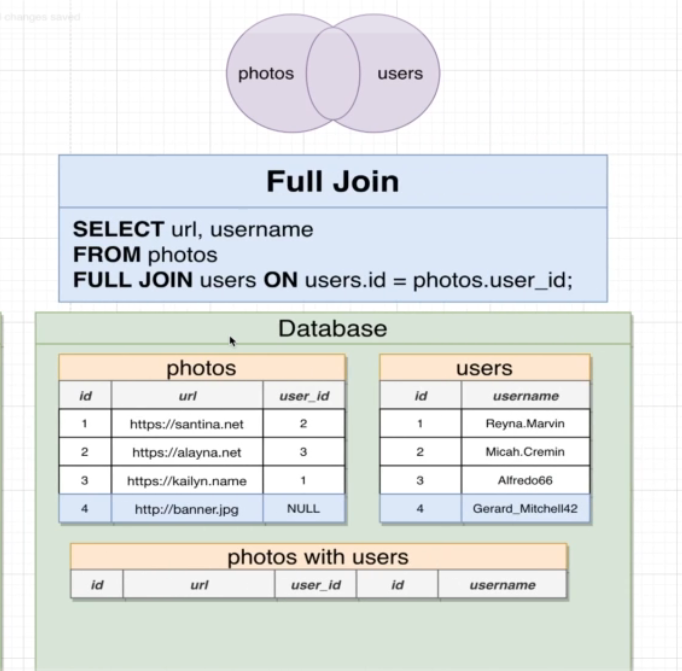 changes saved
photos users
Full Join
SELECT url, username
FROM photos
FULL JOIN users ON users.id = photos.user_id;
Database
photos
id url user_id
1 https://santina.net 2
2 https://alayna.net 3
3 https://kailyn.name 1
4 http://banner.jpg NULL
users
id username
1 Reyna.Marvin
2 Micah.Cremin
3 Alfredo66
4 Gerard_Mitchell42
photos with users
id url user_id id username